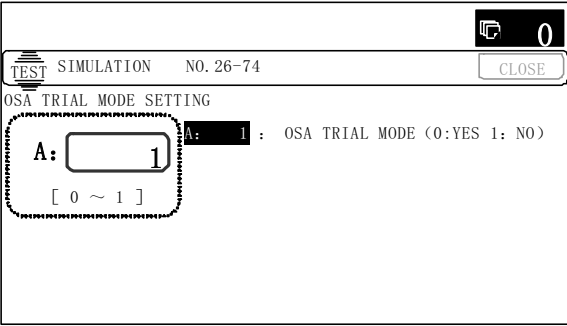 0
TEST SIMULATION NO.26-74
CLOSE
OSA TRIAL MODE SETTING
A: 1 : OSA TRIAL MODE (0:YES 1: NO)
A: 1
[ 0 ~ 1 ]